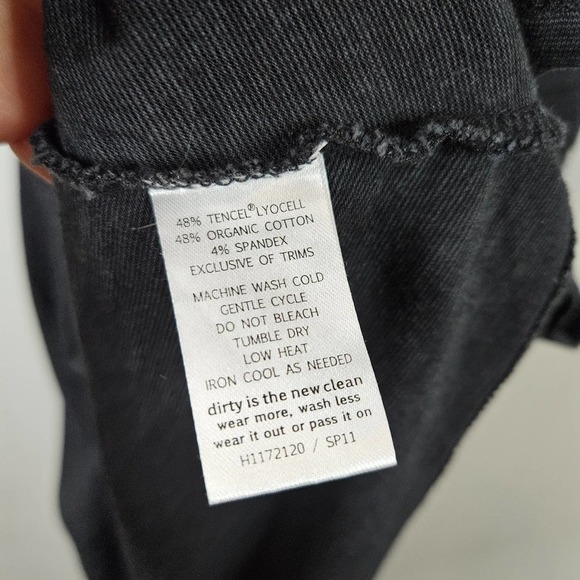 48% TENCEL® LYOCELL
48% ORGANIC COTTON
4% SPANDEX
EXCLUSIVE OF TRIMS
MACHINE WASH COLD
GENTLE CYCLE
DO NOT BLEACH
TUMBLE DRY
LOW HEAT
IRON COOL AS NEEDED
dirty is the new clean
wear more, wash less
wear it out or pass it on
H1172120 / SP11